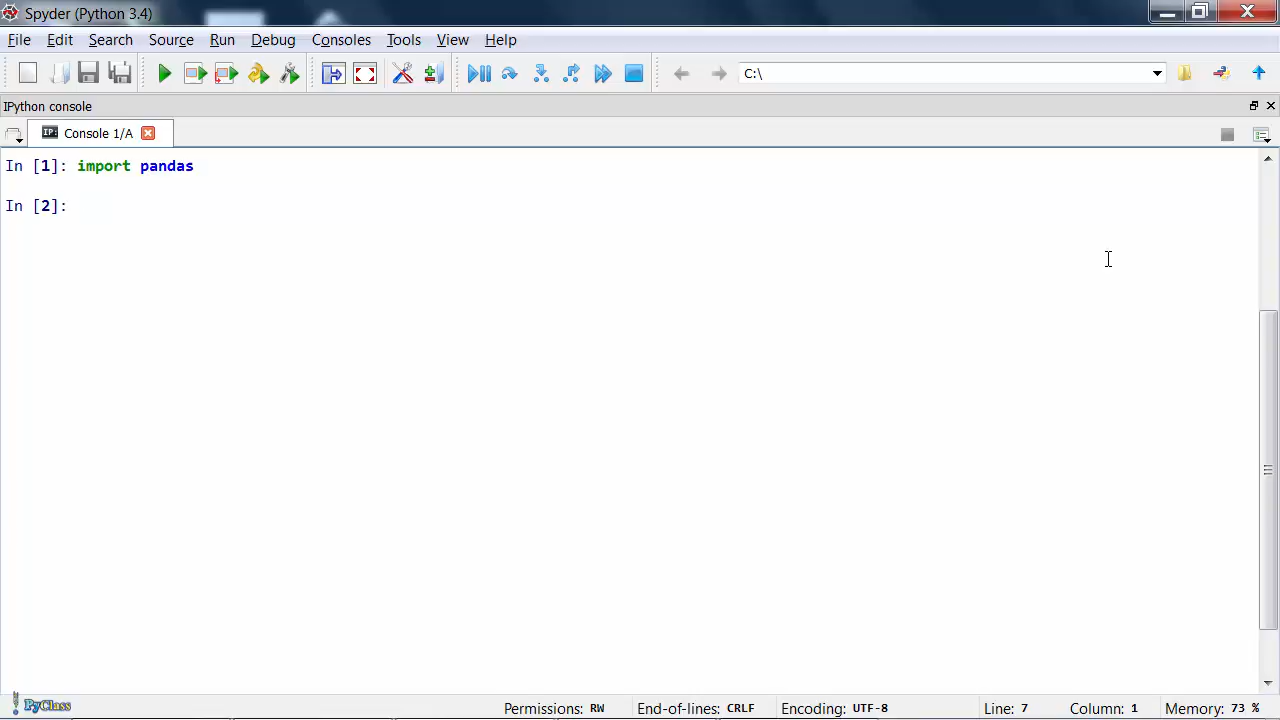 Spyder (Python 3.4)
File Edit Search Source Run Debug Consoles Tools View Help
C:\
IPython console
IP: Console 1/A
In [1]: import pandas
In [2]:
PyClass
Permissions: RW End-of-lines: CRLF Encoding: UTF-8 Line: 7 Column: 1 Memory: 73 %